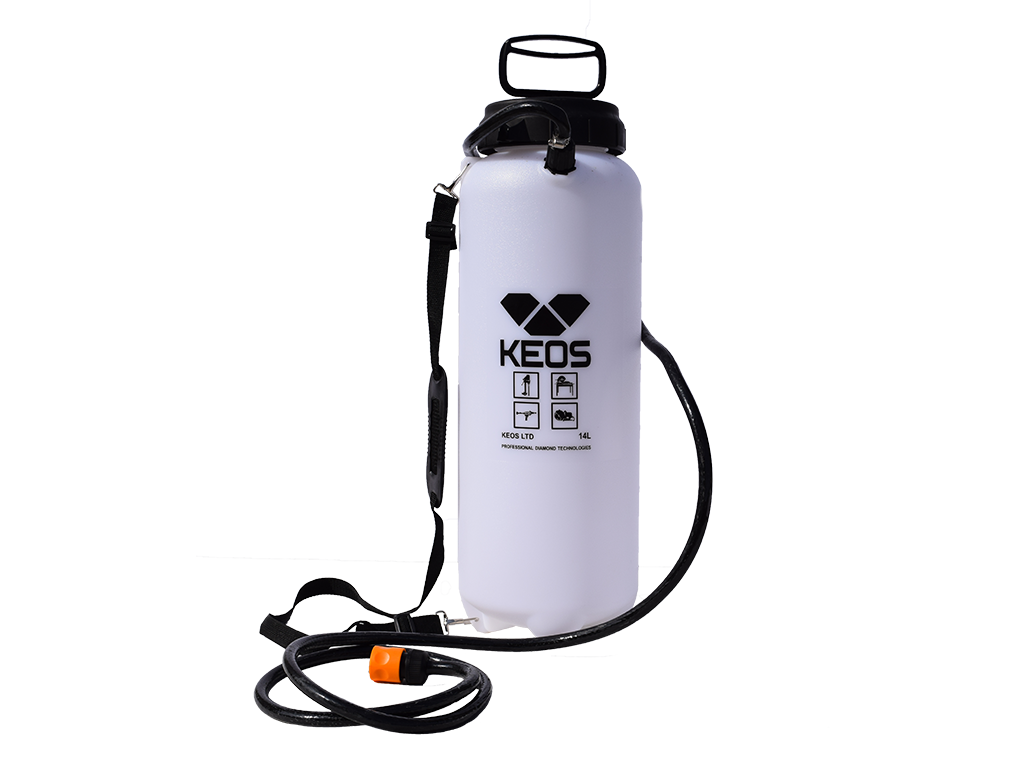 KEOS
KEOS LTD 14L
PROFESSIONAL DIAMOND TECHNOLOGIES